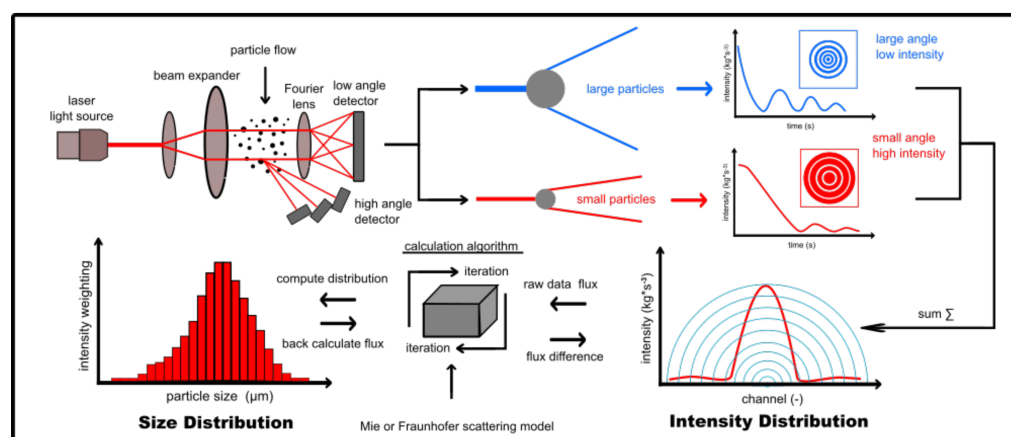 particle flow
beam expander
laser
light source
Fourier
lens
low angle
detector
high angle
detector
large particles
small particles
intensity (kg*s⁻³)
time (s)
large angle
low intensity
intensity (kg*s⁻³)
time (s)
small angle
high intensity
intensity weighting
particle size (µm)
Size Distribution
compute distribution
back calculate flux
calculation algorithm
iteration
iteration
Mie or Fraunhofer scattering model
raw data flux
flux difference
intensity (kg*s⁻³)
channel (-)
Intensity Distribution
sum ∑